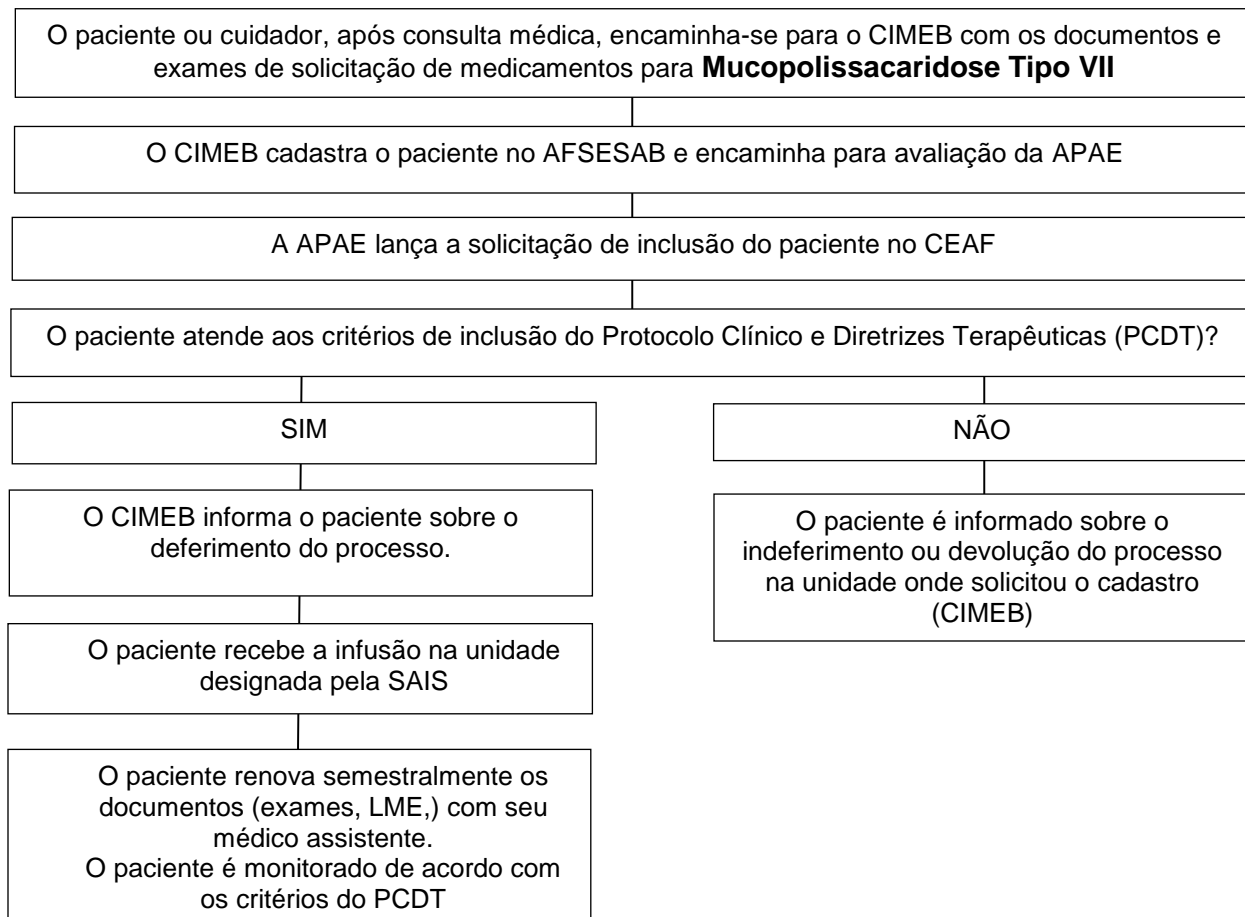 O paciente ou cuidador, após consulta médica, encaminha-se para o CIMEB com os documentos e
exames de solicitação de medicamentos para Mucopolissacaridose Tipo VII
O CIMEB cadastra o paciente no AFSESAB e encaminha para avaliação da APAE
A APAE lança a solicitação de inclusão do paciente no CEAF
O paciente atende aos critérios de inclusão do Protocolo Clínico e Diretrizes Terapêuticas (PCDT)?
SIM
O CIMEB informa o paciente sobre o
deferimento do processo.
O paciente recebe a infusão na unidade
designada pela SAIS
O paciente renova semestralmente os
documentos (exames, LME,) com seu
médico assistente.
O paciente é monitorado de acordo com
os critérios do PCDT
NÃO
O paciente é informado sobre o
indeferimento ou devolução do processo
na unidade onde solicitou o cadastro
(CIMEB)